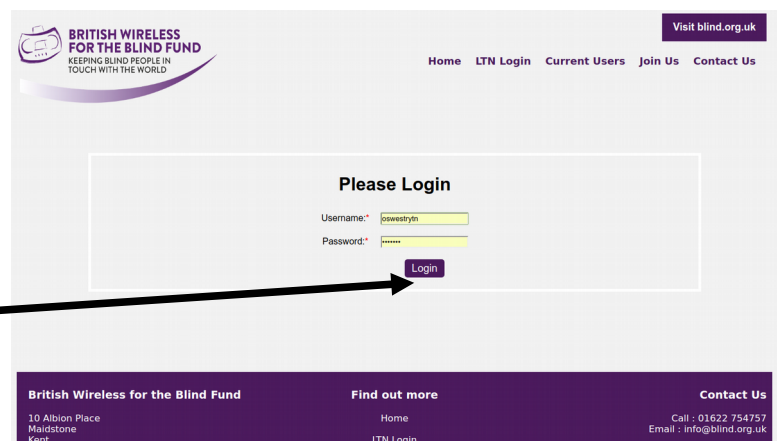 Visit blind.org.uk
BRITISH WIRELESS
FOR THE BLIND FUND
KEEPING BLIND PEOPLE IN
TOUCH WITH THE WORLD
Home LTN Login Current Users Join Us Contact Us
Please Login
Username:* oswestrytn
Password:* •••••••
Login
British Wireless for the Blind Fund
10 Albion Place
Maidstone
Kent
Find out more
Home
LTN Login
Contact Us
Call : 01622 754757
Email : info@blind.org.uk